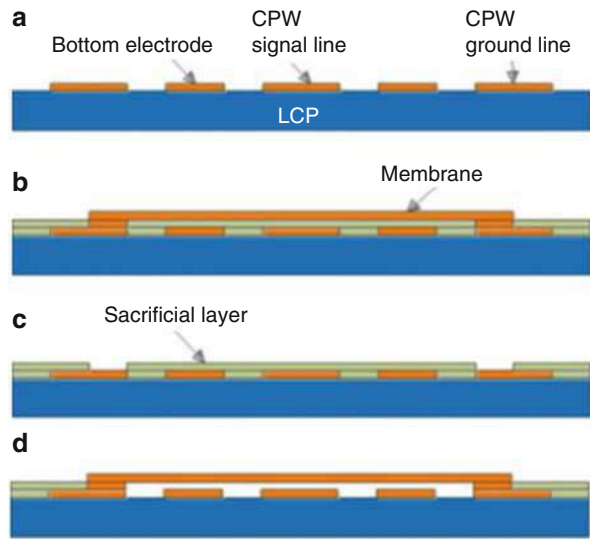 a
Bottom electrode
CPW
signal line
CPW
ground line
LCP
b
Membrane
c
Sacrificial layer
d